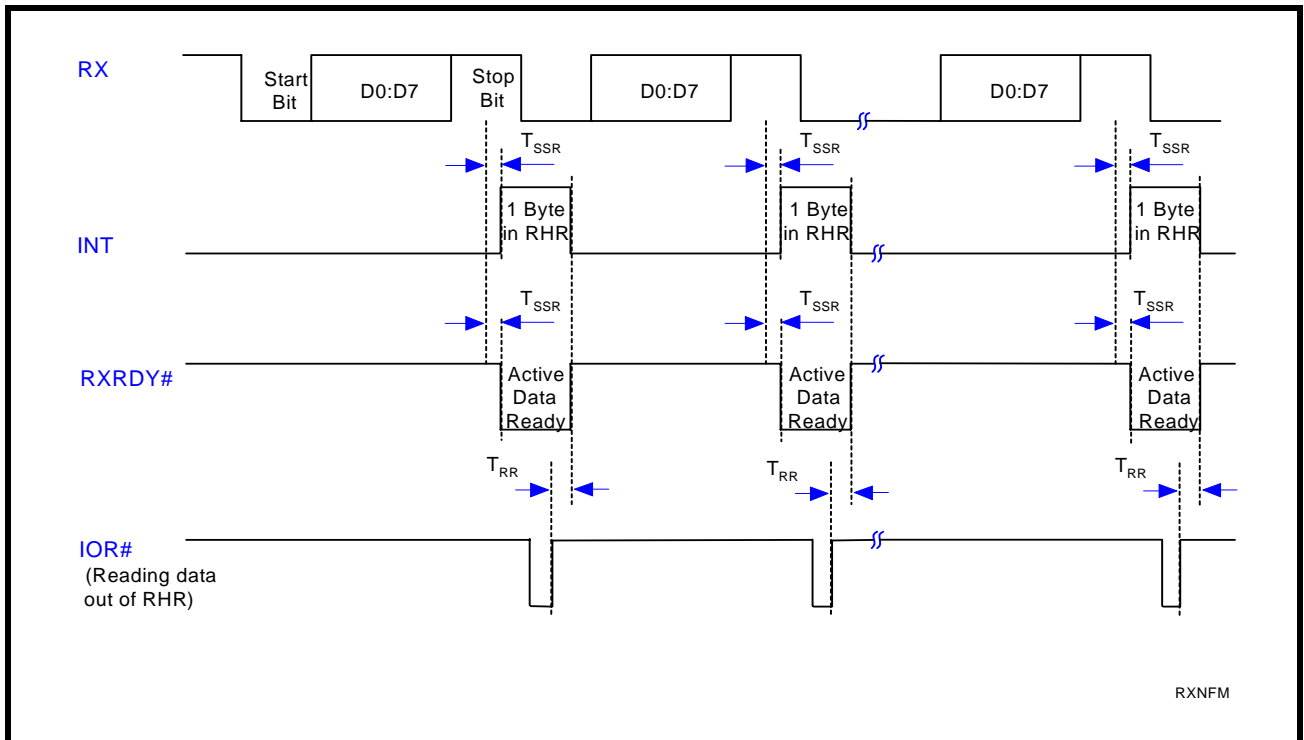 RX
Start
Bit
D0:D7
Stop
Bit
D0:D7
D0:D7
TSSR
TSSR
TSSR
INT
1 Byte
in RHR
1 Byte
in RHR
1 Byte
in RHR
TSSR
TSSR
TSSR
RXRDY#
Active
Data
Ready
Active
Data
Ready
Active
Data
Ready
TRR
TRR
TRR
IOR#
(Reading data
out of RHR)
RXNFM